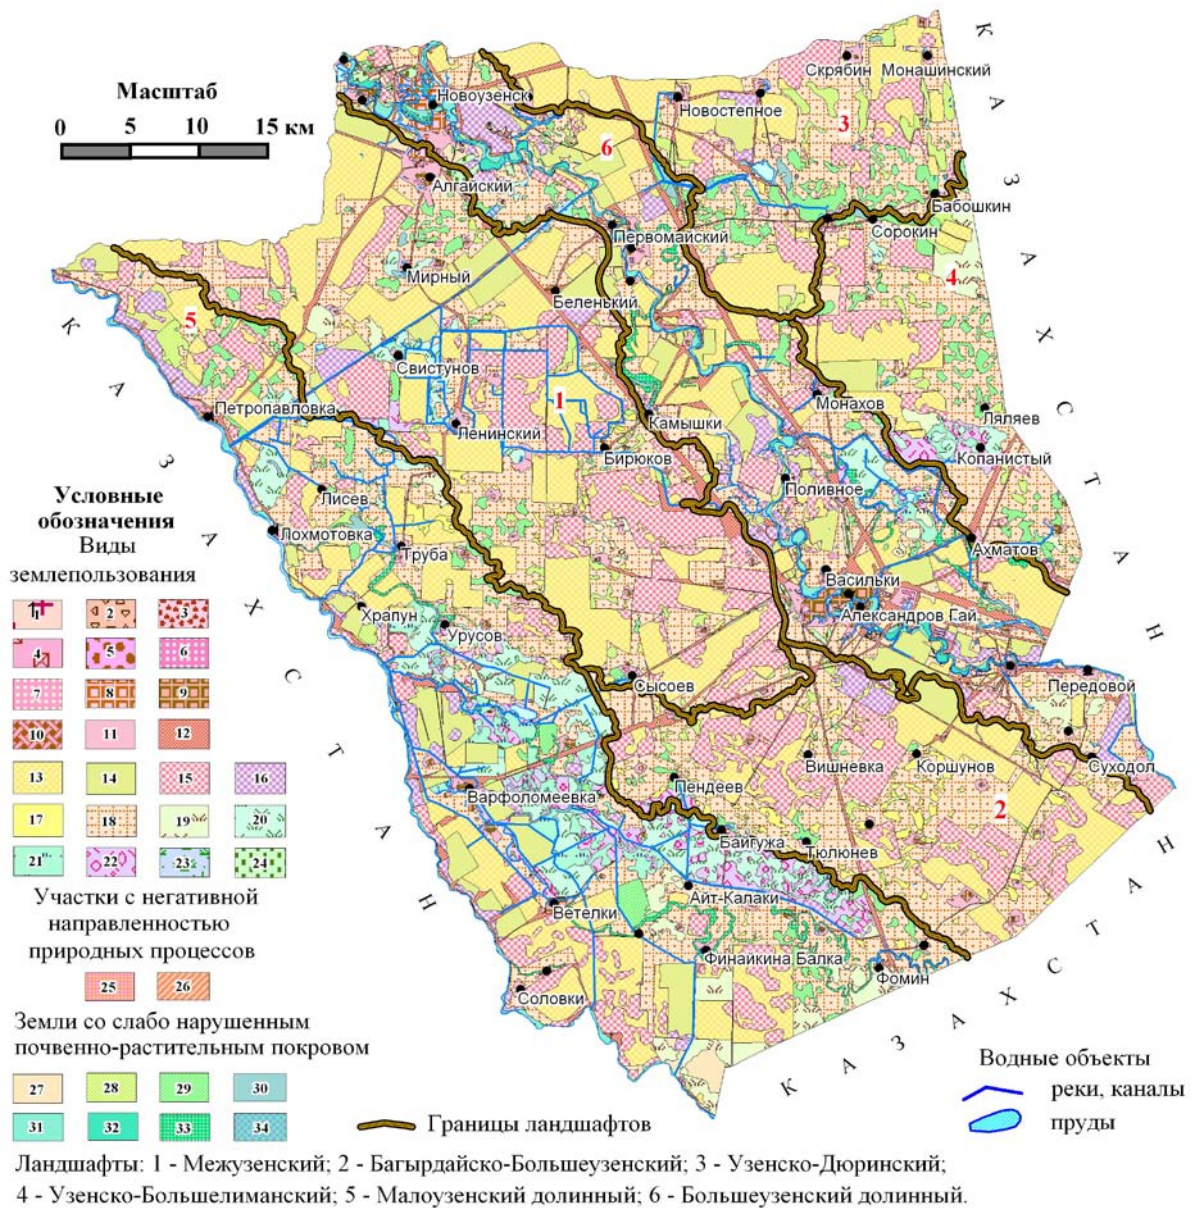 Масштаб
0 5 10 15 км
КАЗАХСТАН
Скрябин
Монашинский
Новоузенск
Новостепное
3
6
Алгайский
Бабошкин
Сорокин
Первомайский
4
Мирный
Беленький
5
КАЗАХСТАН
Свистунов
1
Монахов
Ляляев
Петропавловка
Камышки
Ленинский
Бирюков
Копанистый
Поливное
Лисев
Лохмотовка
Труба
Ахматов
Васильки
Александров Гай
Храпун
Урусов
Сысоев
Передовой
Вишневка
Коршунов
Суходол
Пендеев
Варфоломеевка
2
Байгужа
Тюлюнев
Айт-Калаки
Ветелки
Финайкина Балка
Фомин
Соловки
КАЗАХСТАН
Условные
обозначения
Виды
землепользования
1 2 3
4 5 6
7 8 9
10 11 12
13 14 15 16
17 18 19 20
21 22 23 24
Участки с негативной
направленностью
природных процессов
25 26
Земли со слабо нарушенным
почвенно-растительным покровом
27 28 29 30
31 32 33 34
Границы ландшафтов
Водные объекты
реки, каналы
пруды
Ландшафты: 1 - Межузенский; 2 - Багырдайско-Большеузенский; 3 - Узенско-Дюринский;
4 - Узенско-Большелиманский; 5 - Малоузенский долинный; 6 - Большеузенский долинный.